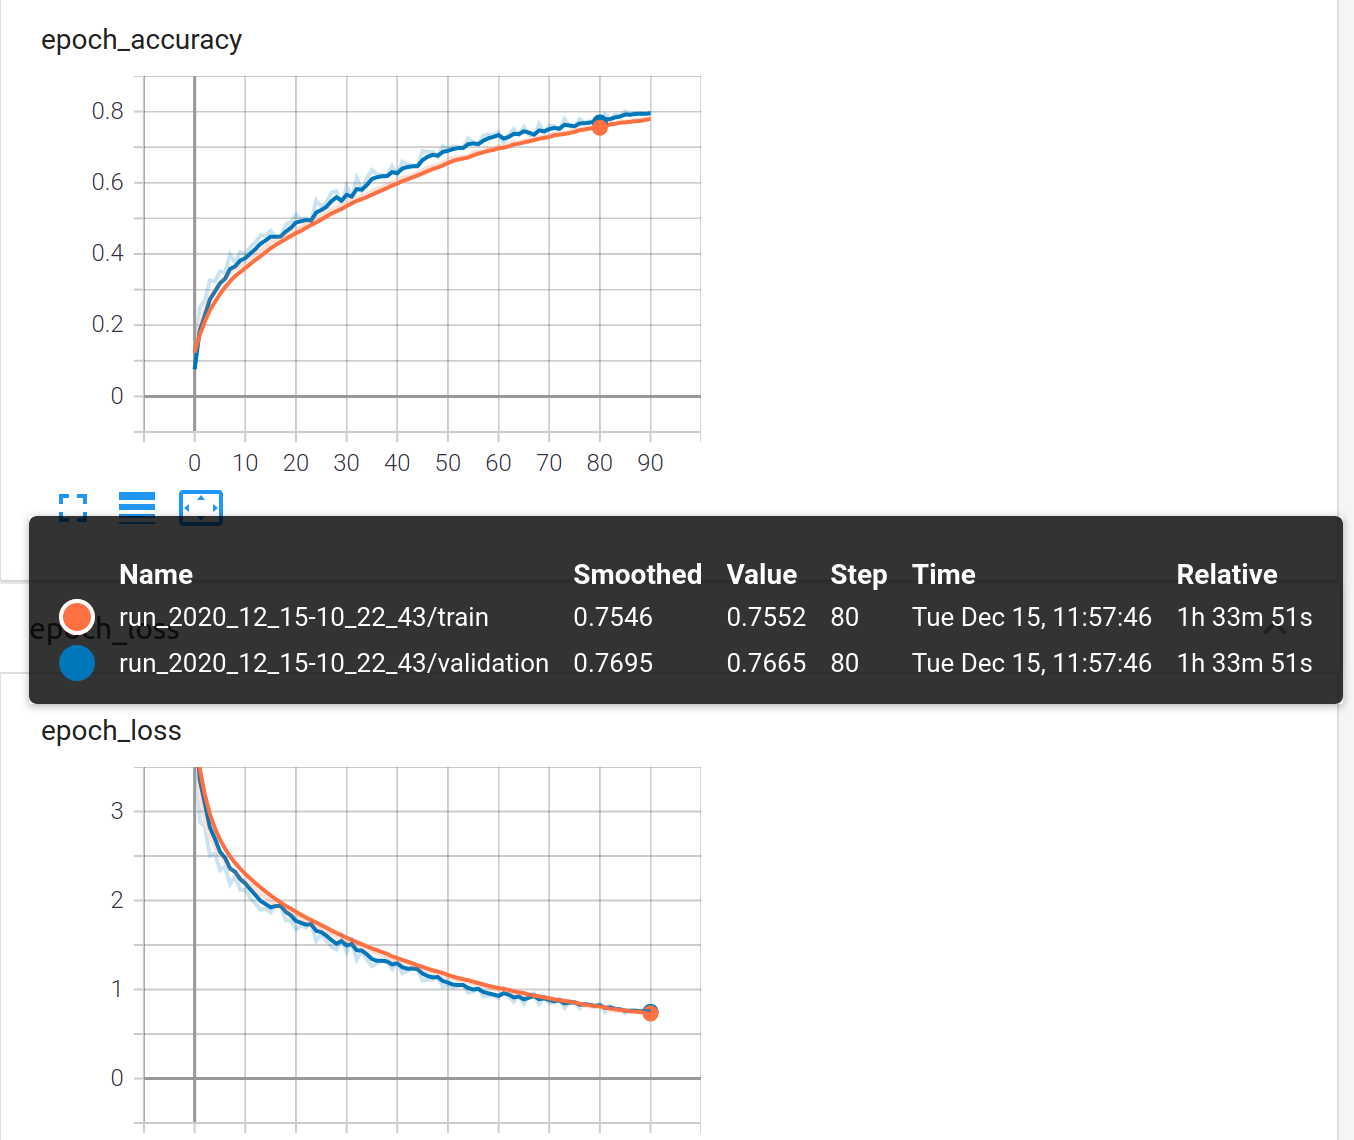 epoch_accuracy
0.8
0.6
0.4
0.2
0
0 10 20 30 40 50 60 70 80 90
Name Smoothed Value Step Time Relative
run_2020_12_15-10_22_43/train 0.7546 0.7552 80 Tue Dec 15, 11:57:46 1h 33m 51s
epoch_loss
run_2020_12_15-10_22_43/validation 0.7695 0.7665 80 Tue Dec 15, 11:57:46 1h 33m 51s
epoch_loss
3
2
1
0